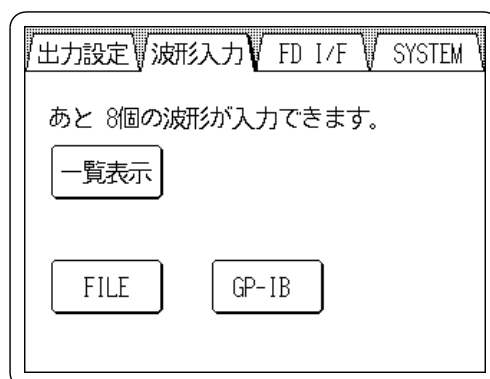 出力設定 波形入力 FD I/F SYSTEM
あと 8個の波形が入力できます。
一覧表示
FILE GP-IB